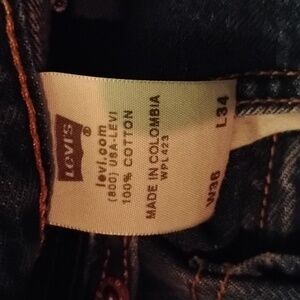 LEVI'S ®
levi.com
(800) USA-LEVI
100% COTTON
MADE IN COLOMBIA
WPL 423
W36 L34